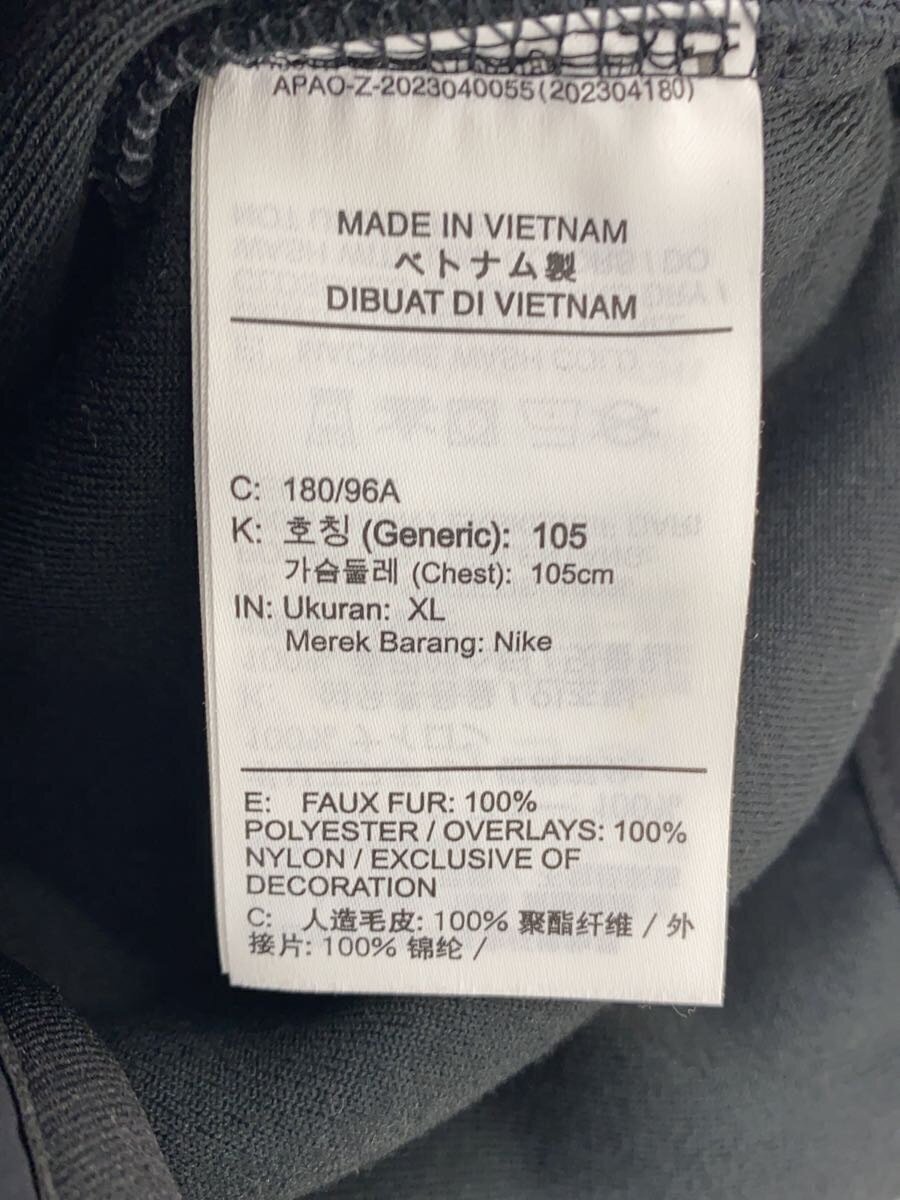 APAO-Z-2023040055(202304180)
MADE IN VIETNAM
ベトナム製
DIBUAT DI VIETNAM
C: 180/96A
K: 호칭 (Generic): 105
가슴둘레 (Chest): 105cm
IN: Ukuran: XL
Merek Barang: Nike
E: FAUX FUR: 100%
POLYESTER / OVERLAYS: 100%
NYLON / EXCLUSIVE OF
DECORATION
C: 人造毛皮: 100% 聚酯纤维 / 外
接片: 100% 锦纶 /